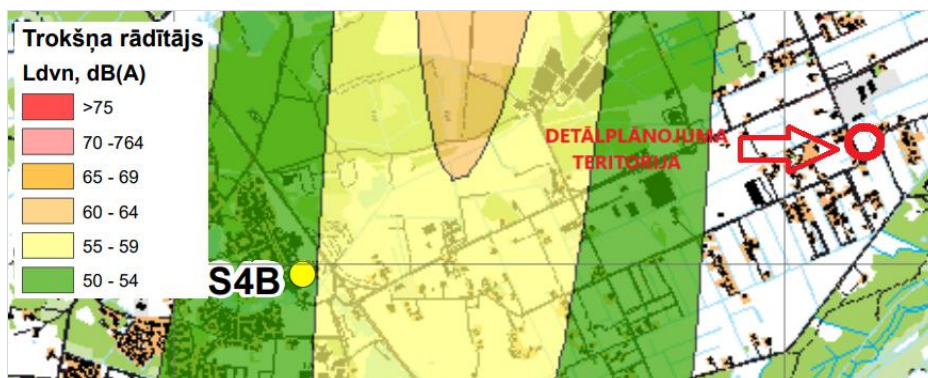 Trokšņa rādītājs
Ldvn, dB(A)
>75
70 -764
65 - 69
60 - 64
55 - 59
50 - 54
S4B
DETĀLPLĀNOJUMA
TERITORIJA